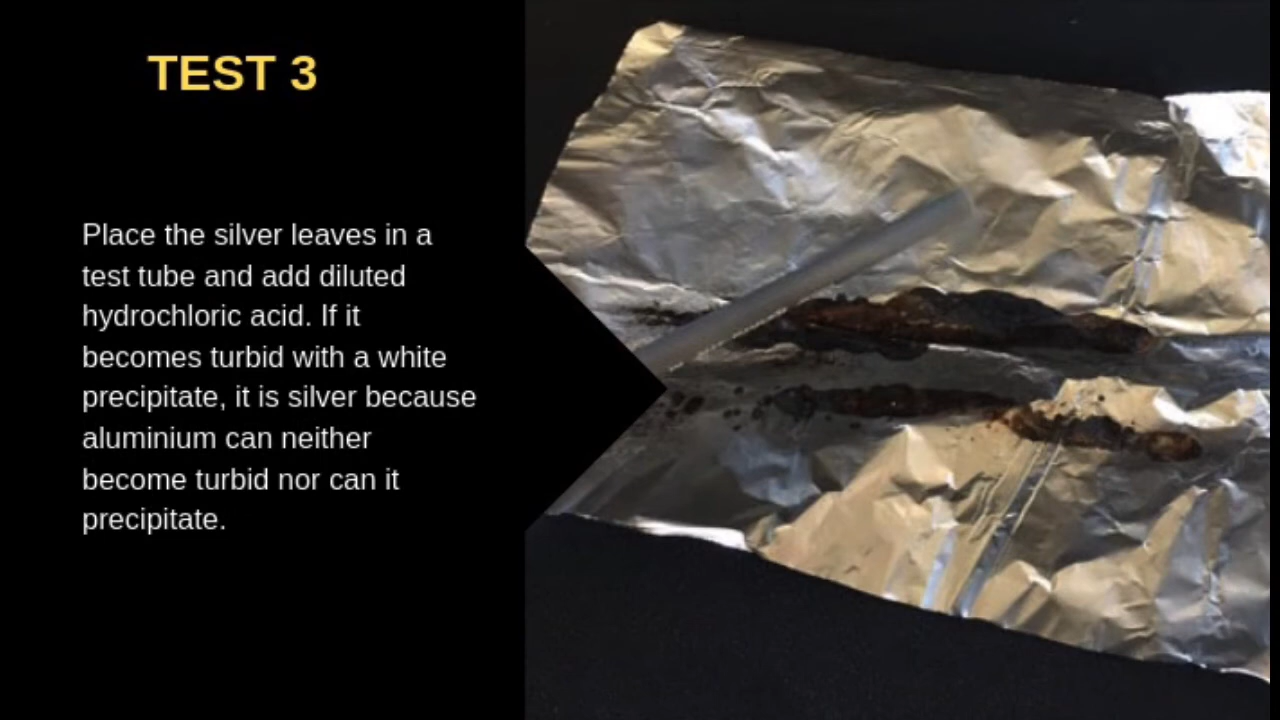 TEST 3
Place the silver leaves in a
test tube and add diluted
hydrochloric acid. If it
becomes turbid with a white
precipitate, it is silver because
aluminium can neither
become turbid nor can it
precipitate.